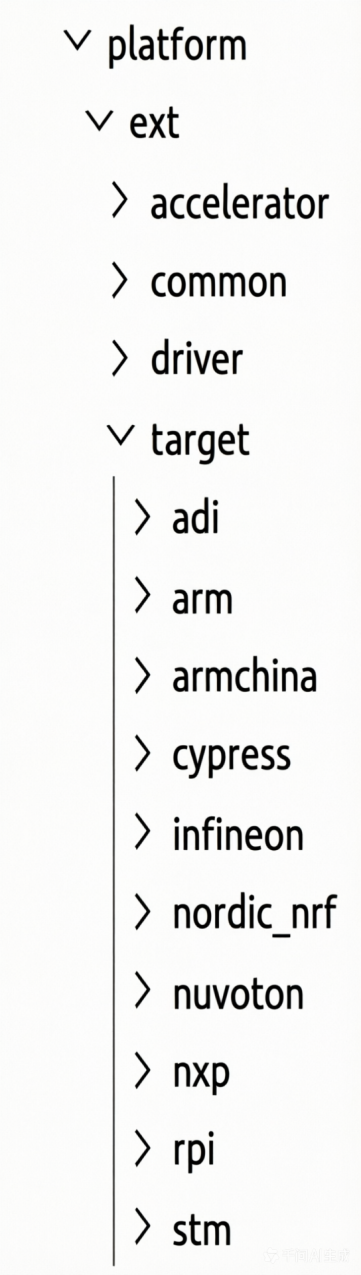 platform
ext
accelerator
common
driver
target
adi
arm
armchina
cypress
infineon
nordic_nrf
nuvoton
nxp
rpi
stm